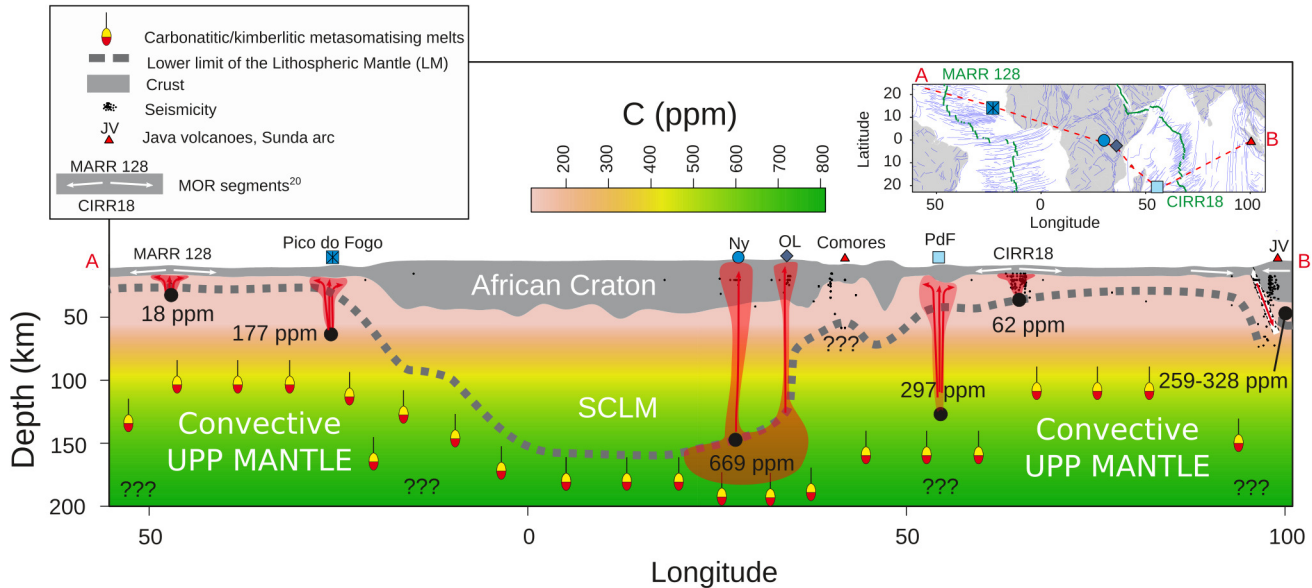 Carbonatitic/kimberlitic metasomatising melts
Lower limit of the Lithospheric Mantle (LM)
Crust
Seismicity
JV
Java volcanoes, Sunda arc
MARR 128
MOR segments20
CIRR18
C (ppm)
200 300 400 500 600 700 800
A
MARR 128
20
10
0
10
20
Latitude
B
CIRR18
50 0 50 100
Longitude
A
MARR 128
Pico do Fogo
Ny
OL
Comores
PdF
CIRR18
JV
B
African Craton
18 ppm
177 ppm
62 ppm
???
259-328 ppm
297 ppm
SCLM
Convective
UPP MANTLE
Convective
UPP MANTLE
669 ppm
???
???
???
???
Depth (km)
50
100
150
200
50 0 50 100
Longitude